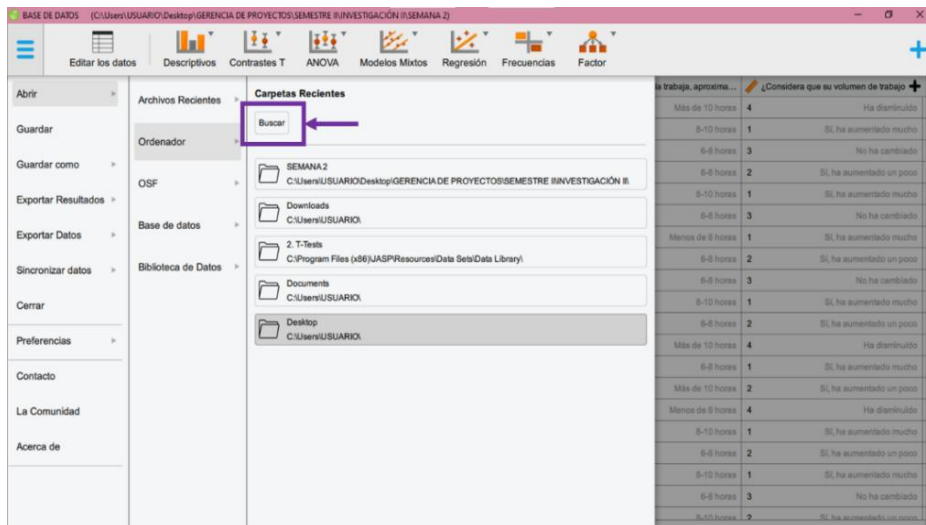 BASE DE DATOS (C:\Users\USUARIO\Desktop\GERENCIA DE PROYECTOS\SEMESTRE II\INVESTIGACIÓN II\SEMANA 2)
Editar los datos
Descriptivos
Contrastes T
ANOVA
Modelos Mixtos
Regresión
Frecuencias
Factor
Abrir
Guardar
Guardar como
Exportar Resultados
Exportar Datos
Sincronizar datos
Cerrar
Preferencias
Contacto
La Comunidad
Acerca de
Archivos Recientes
Ordenador
OSF
Base de datos
Biblioteca de Datos
Carpetas Recientes
Buscar
SEMANA 2
C:\Users\USUARIO\Desktop\GERENCIA DE PROYECTOS\SEMESTRE II\INVESTIGACIÓN II\
Downloads
C:\Users\USUARIO\
2. T-Tests
C:\Program Files (x86)\JASP\Resources\Data Sets\Data Library\
Documents
C:\Users\USUARIO\
Desktop
C:\Users\USUARIO\
la trabaja, aproxima... ¿Considera que su volumen de trabajo
Más de 10 horas 4 Ha disminuido
8-10 horas 1 Sí, ha aumentado mucho
6-8 horas 3 No ha cambiado
6-8 horas 2 Sí, ha aumentado un poco
8-10 horas 1 Sí, ha aumentado mucho
6-8 horas 3 No ha cambiado
Menos de 6 horas 1 Sí, ha aumentado mucho
6-8 horas 2 Sí, ha aumentado un poco
6-8 horas 3 No ha cambiado
8-10 horas 1 Sí, ha aumentado mucho
6-8 horas 2 Sí, ha aumentado un poco
Más de 10 horas 4 Ha disminuido
6-8 horas 1 Sí, ha aumentado mucho
Más de 10 horas 2 Sí, ha aumentado un poco
Menos de 6 horas 4 Ha disminuido
8-10 horas 1 Sí, ha aumentado mucho
6-8 horas 2 Sí, ha aumentado un poco
8-10 horas 1 Sí, ha aumentado mucho
6-8 horas 3 No ha cambiado
8-10 horas 2 Sí, ha aumentado un poco